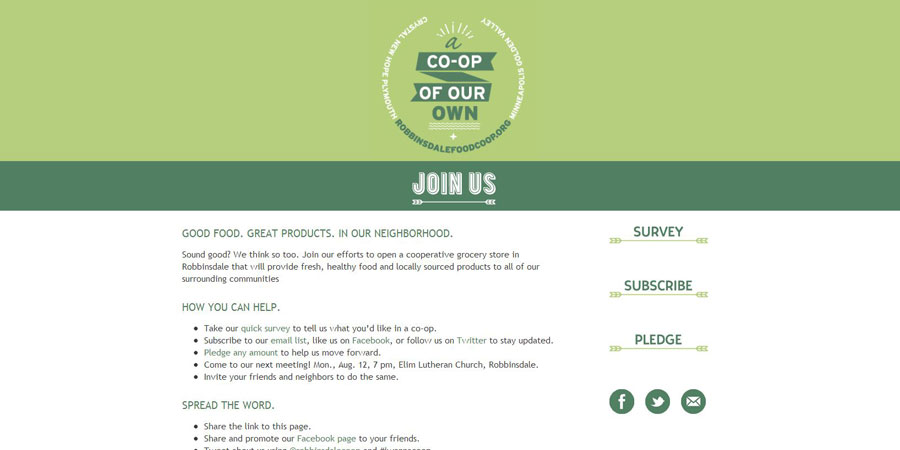 CRYSTAL NEW HOPE PLYMOUTH
MINNEAPOLIS GOLDEN VALLEY
a
CO-OP
OF OUR
OWN
ROBBINSDALEFOODCOOP.ORG
JOIN US
GOOD FOOD. GREAT PRODUCTS. IN OUR NEIGHBORHOOD.
Sound good? We think so too. Join our efforts to open a cooperative grocery store in
Robbinsdale that will provide fresh, healthy food and locally sourced products to all of our
surrounding communities
HOW YOU CAN HELP.
Take our quick survey to tell us what you'd like in a co-op.
Subscribe to our email list, like us on Facebook, or follow us on Twitter to stay updated.
Pledge any amount to help us move forward.
Come to our next meeting! Mon., Aug. 12, 7 pm, Elim Lutheran Church, Robbinsdale.
Invite your friends and neighbors to do the same.
SPREAD THE WORD.
Share the link to this page.
Share and promote our Facebook page to your friends.
SURVEY
SUBSCRIBE
PLEDGE